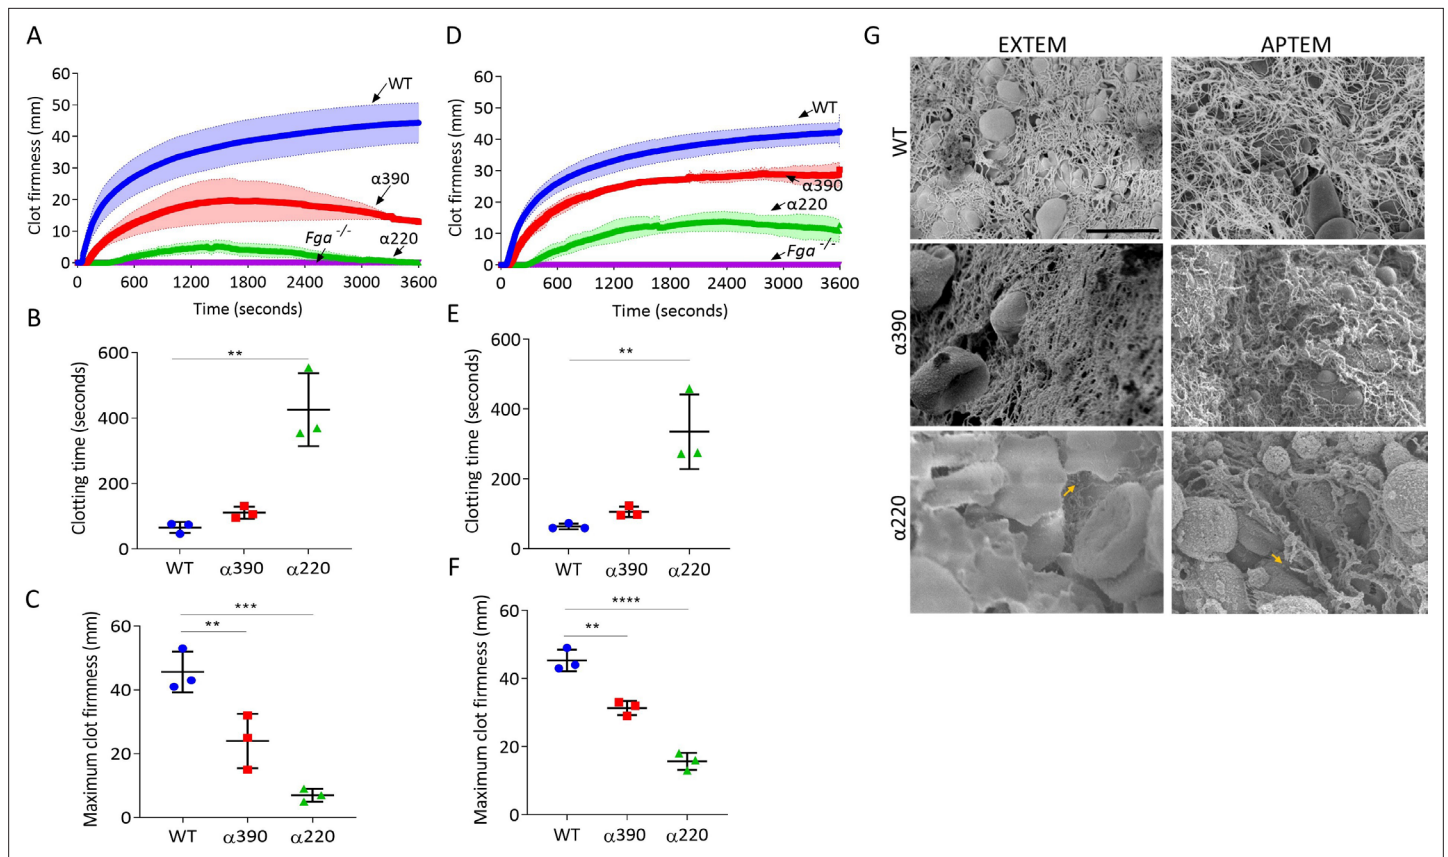 A
Clot firmness (mm)
60
50
40
30
20
10
0
0 600 1200 1800 2400 3000 3600
Time (seconds)
WT
α390
Fga -/-
α220
B
Clotting time (seconds)
600
400
200
0
**
WT α390 α220
C
Maximum clot firmness (mm)
60
40
20
0
***
**
WT α390 α220
D
Clot firmness (mm)
60
50
40
30
20
10
0
0 600 1200 1800 2400 3000 3600
Time (seconds)
WT
α390
α220
Fga -/-
E
Clotting time (seconds)
600
400
200
0
**
WT α390 α220
F
Maximum clot firmness (mm)
60
40
20
0
****
**
WT α390 α220
G
EXTEM APTEM
WT
α390
α220